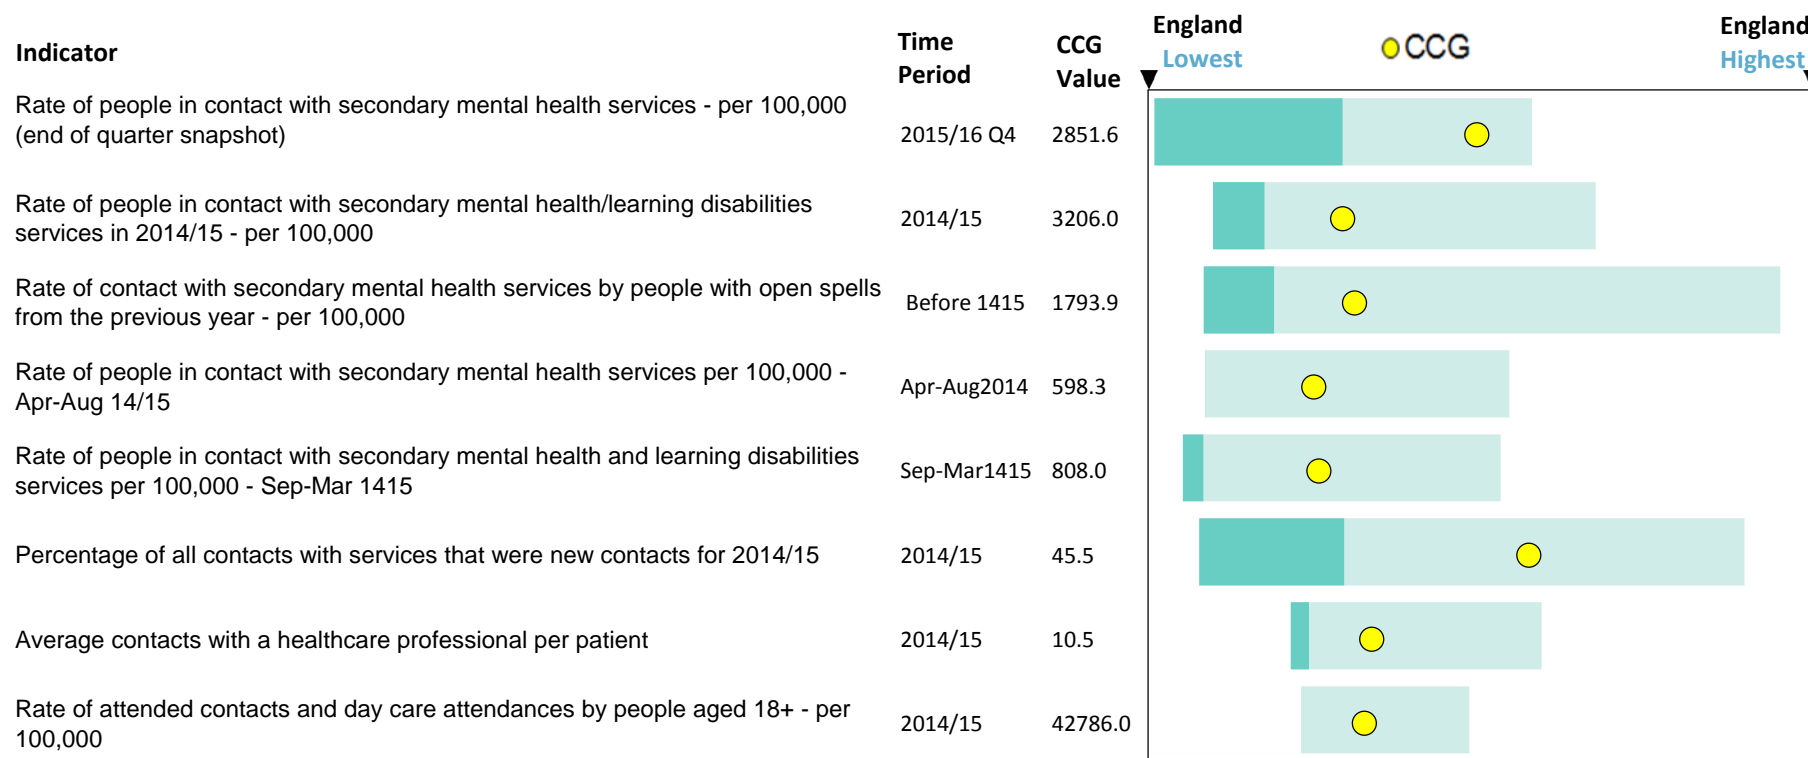 Indicator
Time
Period
CCG
Value
England
Lowest
CCG
England
Highest
Rate of people in contact with secondary mental health services - per 100,000
(end of quarter snapshot)
2015/16 Q4 2851.6
Rate of people in contact with secondary mental health/learning disabilities
services in 2014/15 - per 100,000
2014/15 3206.0
Rate of contact with secondary mental health services by people with open spells
from the previous year - per 100,000
Before 1415 1793.9
Rate of people in contact with secondary mental health services per 100,000 -
Apr-Aug 14/15
Apr-Aug2014 598.3
Rate of people in contact with secondary mental health and learning disabilities
services per 100,000 - Sep-Mar 1415
Sep-Mar1415 808.0
Percentage of all contacts with services that were new contacts for 2014/15 2014/15 45.5
Average contacts with a healthcare professional per patient 2014/15 10.5
Rate of attended contacts and day care attendances by people aged 18+ - per
100,000
2014/15 42786.0